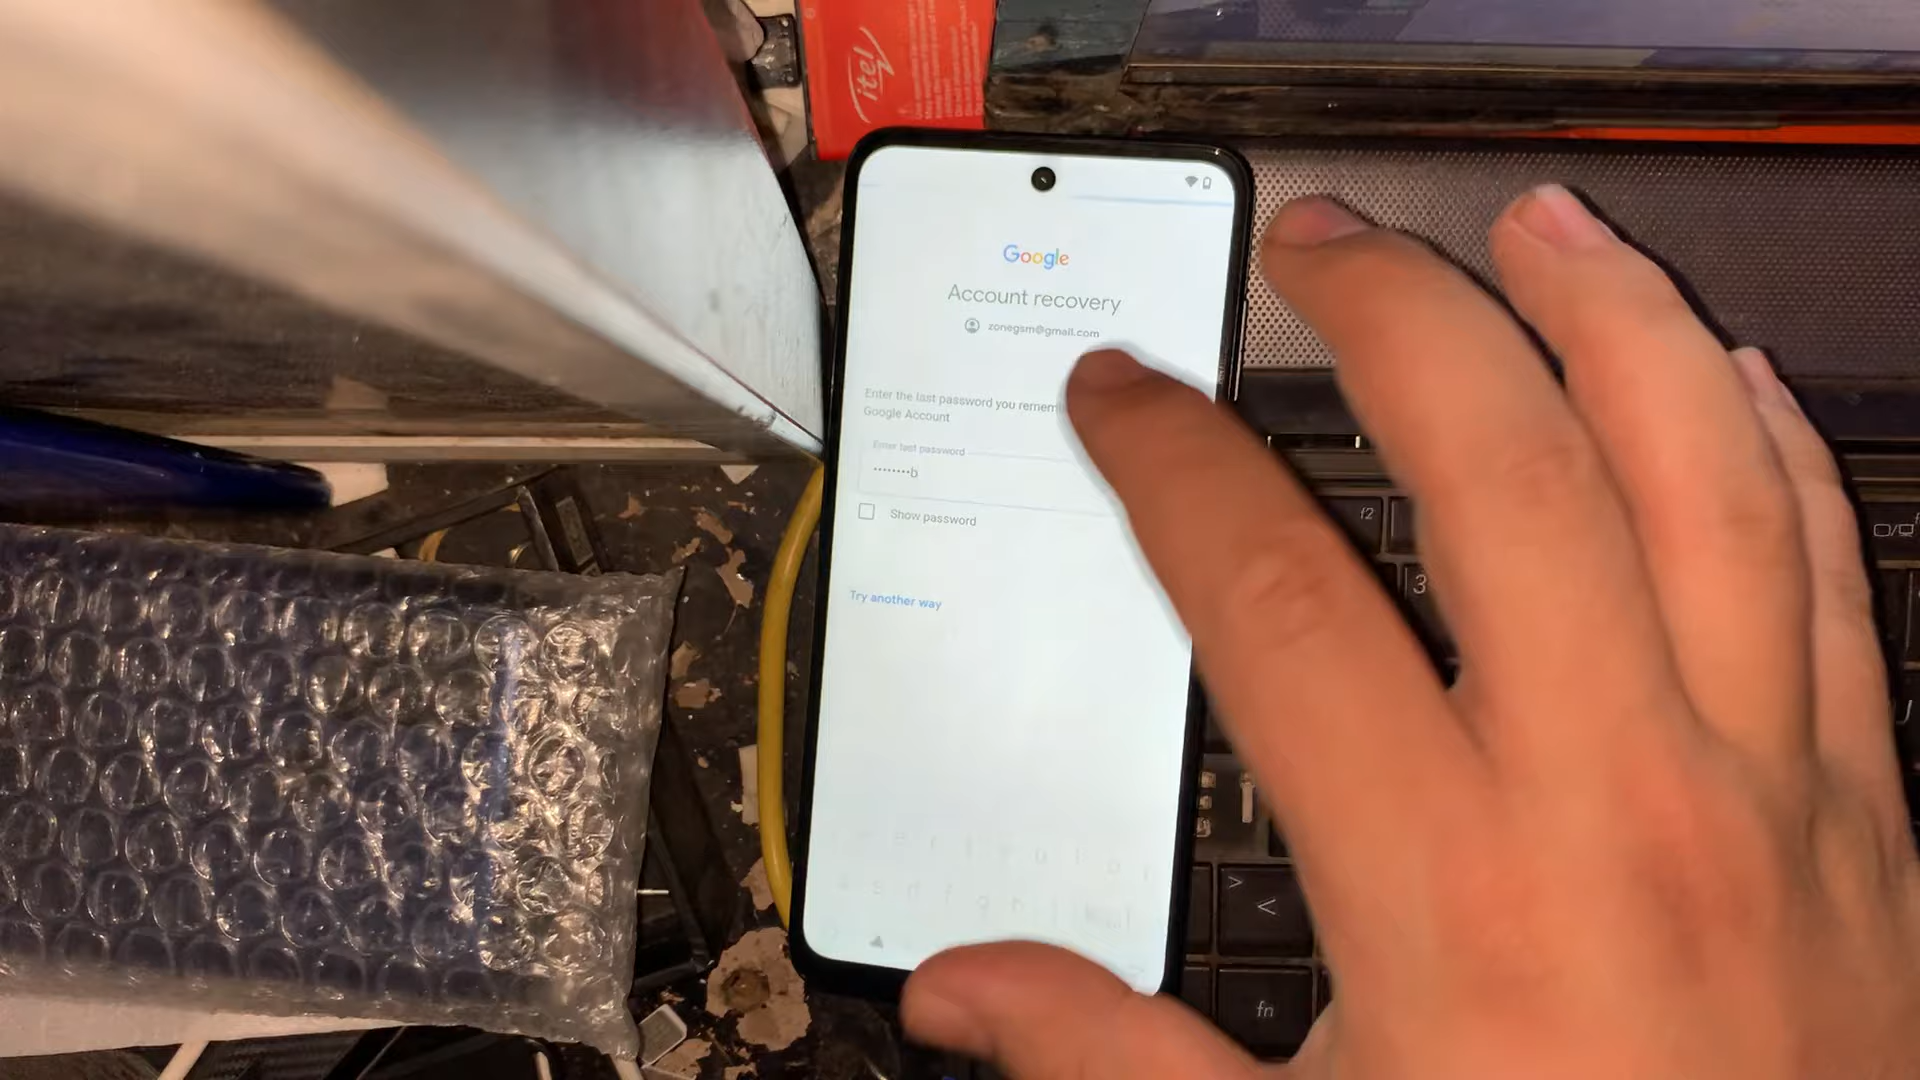 itel
Google
Account recovery
zonegsm@gmail.com
Enter the last password you remem
Google Account
Enter last password
••••••••b
Show password
Try another way
f2
3
fn